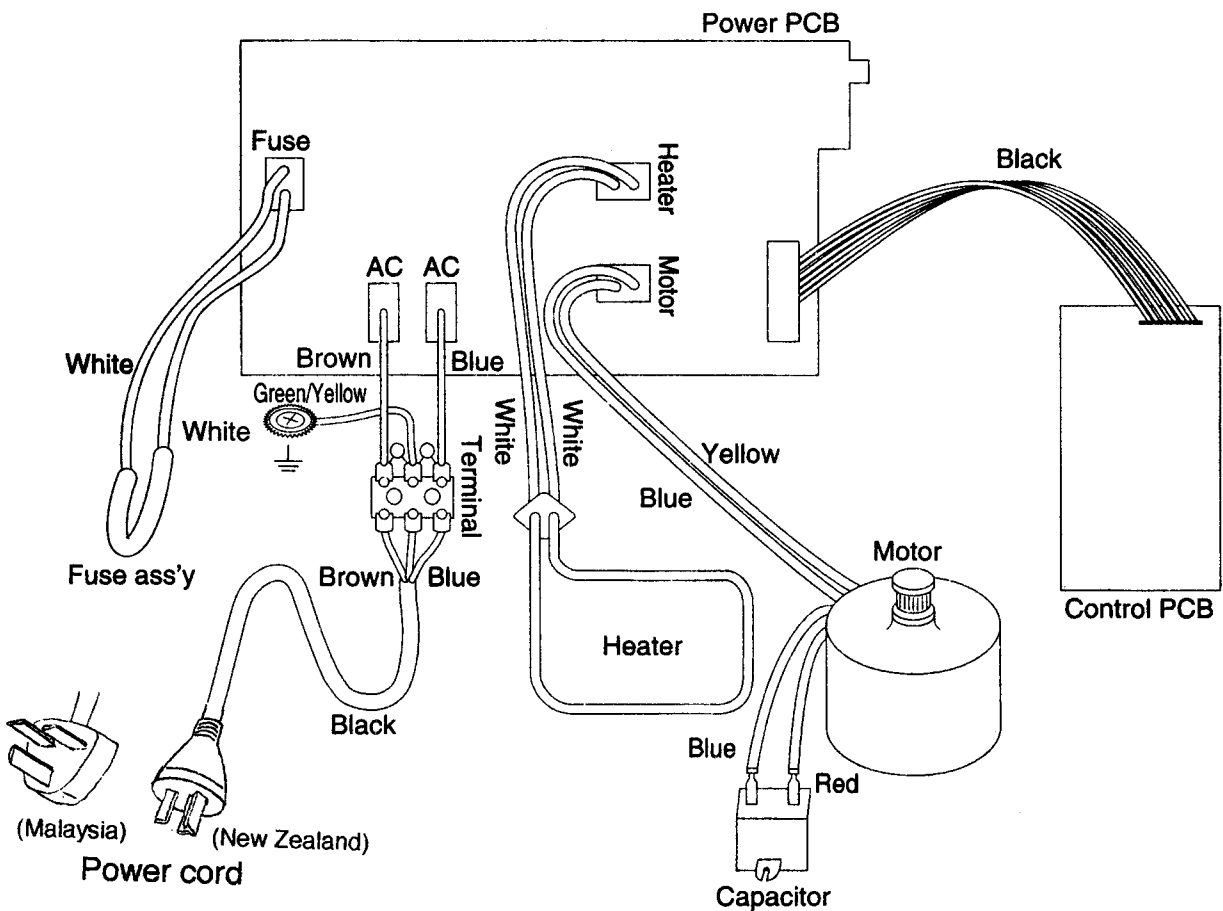 Power PCB
Fuse
Heater
Black
AC
AC
Motor
White
Brown
Blue
Green/Yellow
White
White
White
Terminal
Yellow
Blue
Fuse ass'y
Brown
Blue
Motor
Control PCB
Heater
Black
Blue
Red
(Malaysia)
(New Zealand)
Power cord
Capacitor